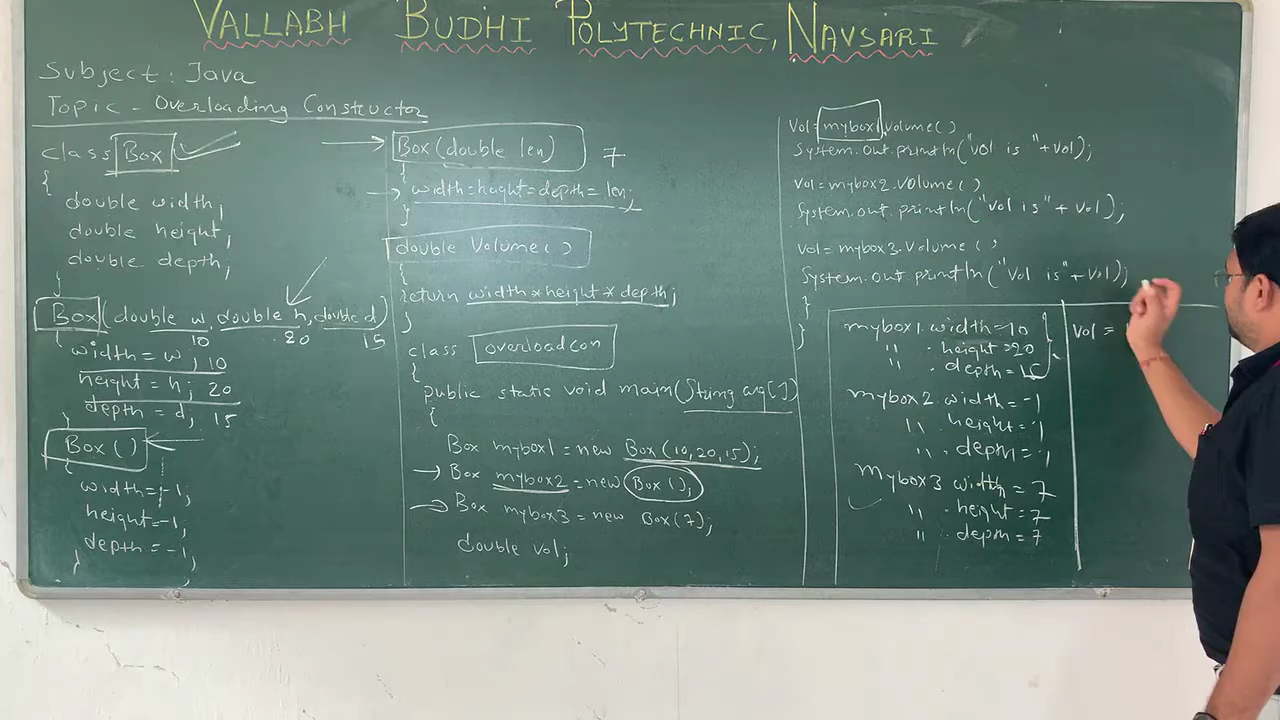 VALLABH BUDHI POLYTECHNIC, NAVSARI
Subject: Java
Topic - Overloading Constructor
class Box
{
double width;
double height;
double depth;
Box (double w, double h, double d)
10 20 15
{
width = w; 10
height = h; 20
depth = d; 15
}
Box ()
{
width=-1;
height=-1;
depth=-1;
}
Box (double len) 7
{
width=height=depth=len;
}
double Volume()
{
return width*height*depth;
}
class overloadcon
{
public static void main(String arg[])
{
Box mybox1 = new Box(10,20,15);
Box mybox2 = new Box();
Box mybox3 = new Box(7);
double vol;
Vol = mybox1.volume()
System.out.println("vol is "+vol);
vol = mybox2.volume()
System.out.println("vol is" + vol);
vol = mybox3.volume()
System.out.println("Vol is" + vol);
}
}
mybox1.width=10
" . height=20
" . depth=15
mybox2.width=-1
" . height=-1
" . depth=-1
Mybox3 width=7
" . height=7
" . depth=7
Vol =